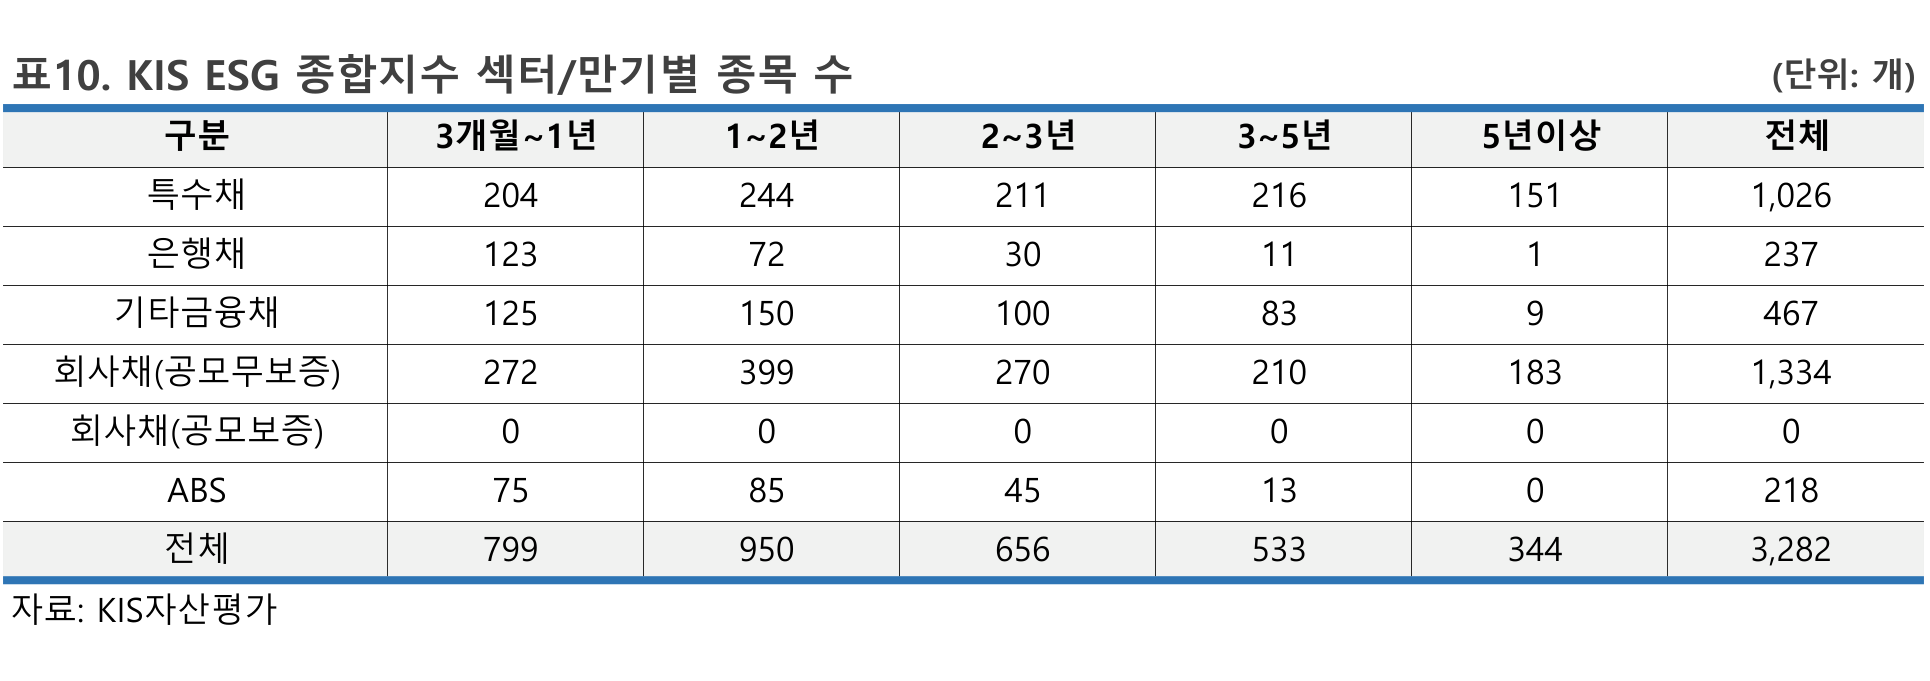 표10. KIS ESG 종합지수 섹터/만기별 종목 수 (단위: 개)
구분 3개월~1년 1~2년 2~3년 3~5년 5년이상 전체
특수채 204 244 211 216 151 1,026
은행채 123 72 30 11 1 237
기타금융채 125 150 100 83 9 467
회사채(공모무보증) 272 399 270 210 183 1,334
회사채(공모보증) 0 0 0 0 0 0
ABS 75 85 45 13 0 218
전체 799 950 656 533 344 3,282
자료: KIS자산평가